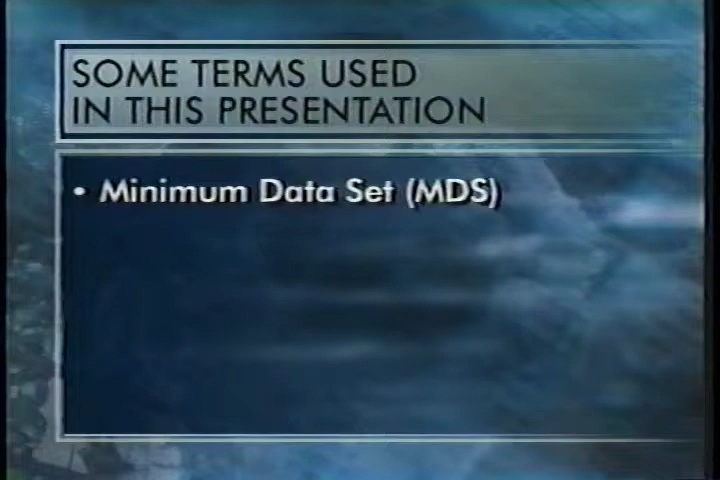 SOME TERMS USED
IN THIS PRESENTATION
• Minimum Data Set (MDS)